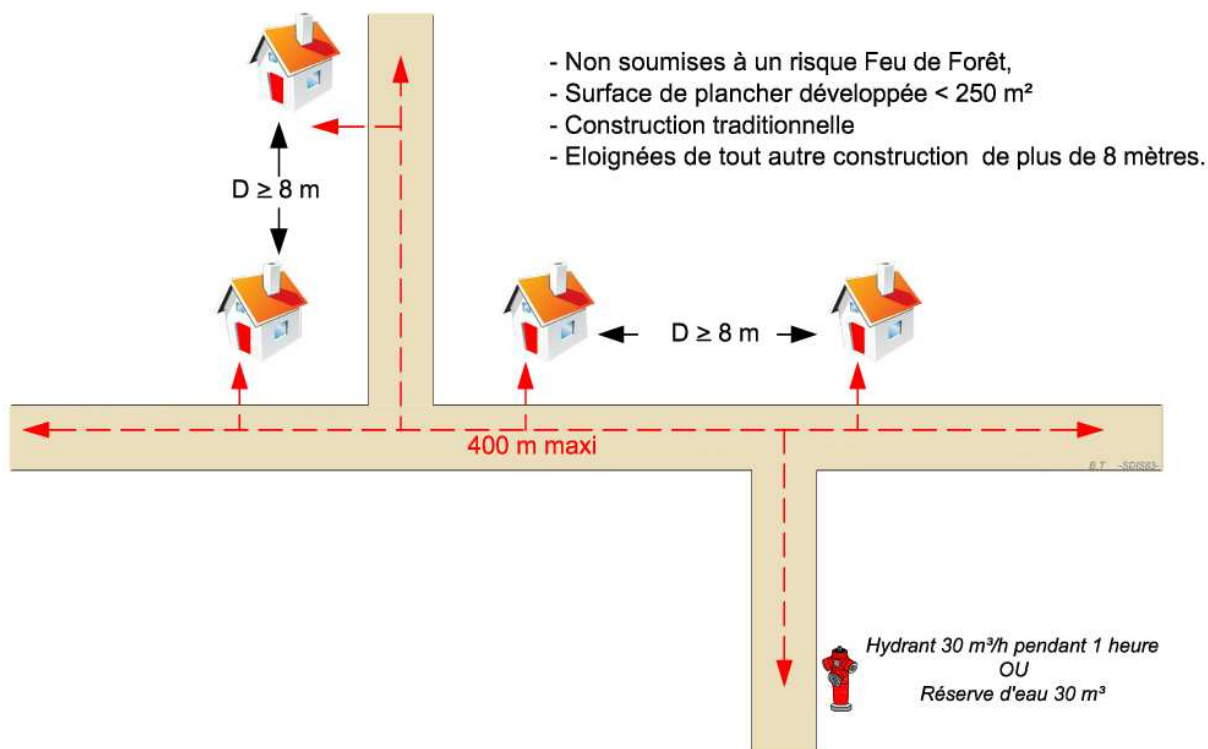 - Non soumises à un risque Feu de Forêt,
- Surface de plancher développée < 250 m²
- Construction traditionnelle
- Eloignées de tout autre construction de plus de 8 mètres.
D ≥ 8 m
D ≥ 8 m
400 m maxi
B.T -SDIS83-
Hydrant 30 m³/h pendant 1 heure
OU
Réserve d'eau 30 m³